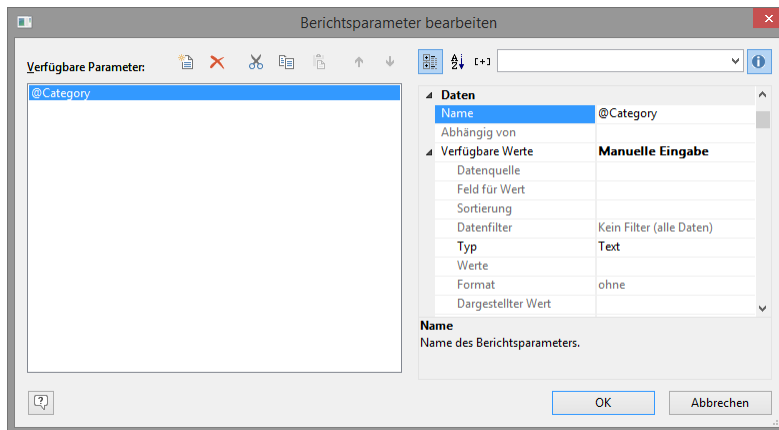 Berichtsparameter bearbeiten
Verfügbare Parameter:
@Category
Daten
Name @Category
Abhängig von
Verfügbare Werte Manuelle Eingabe
Datenquelle
Feld für Wert
Sortierung
Datenfilter Kein Filter (alle Daten)
Typ Text
Werte
Format ohne
Dargestellter Wert
Name
Name des Berichtsparameters.
OK Abbrechen